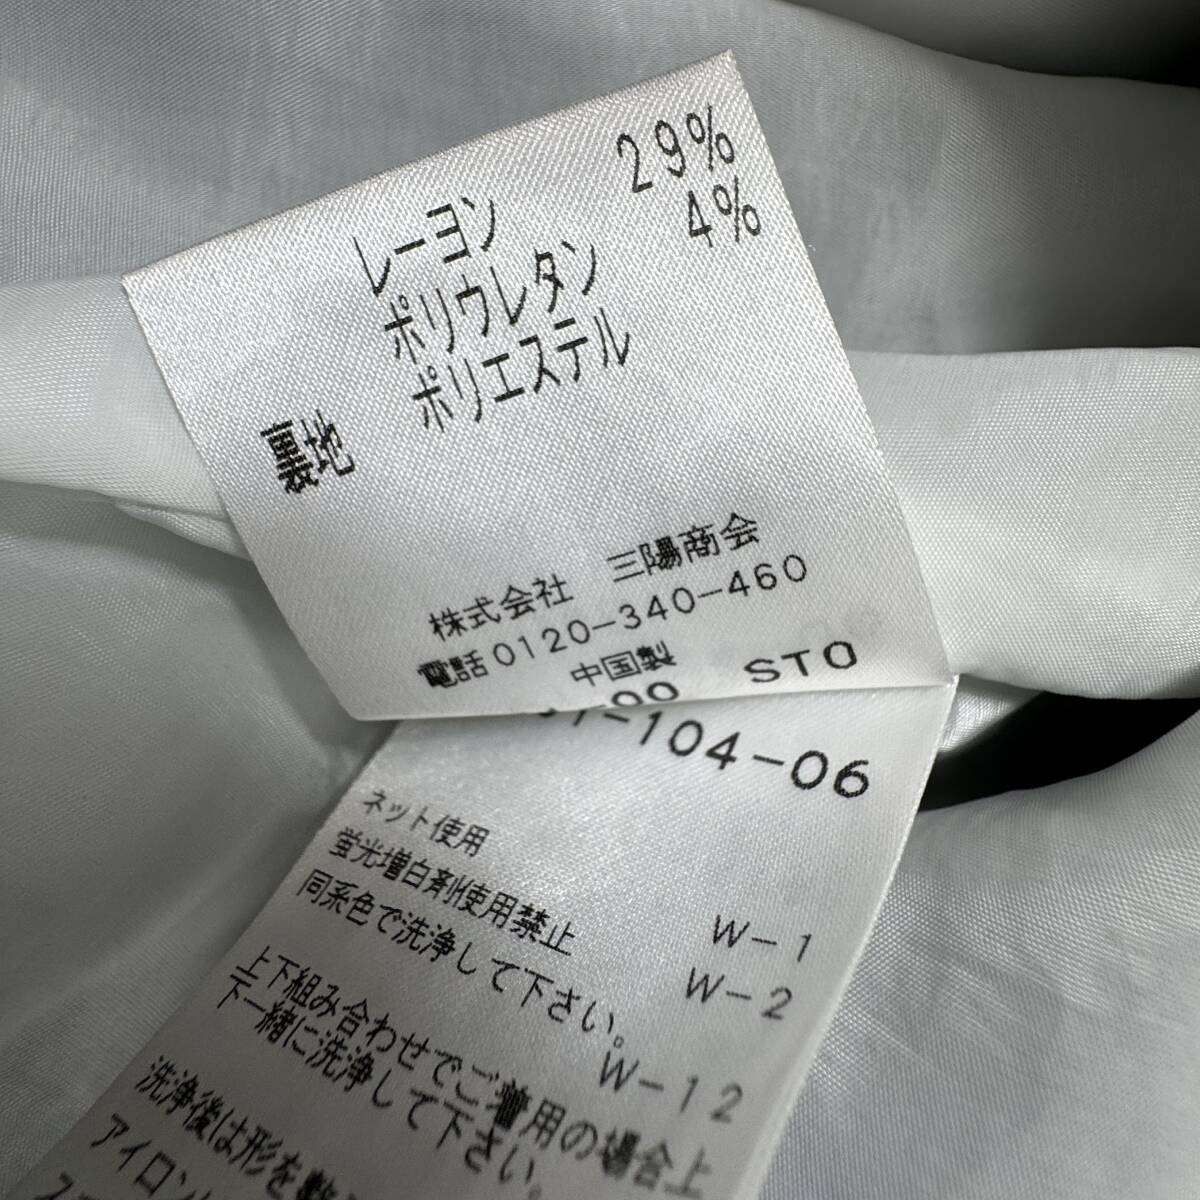 レーヨン 29%
ポリウレタン 4%
裏地 ポリエステル
株式会社 三陽商会
電話0120-340-460
中国製
STO
-104-06
ネット使用
蛍光増白剤使用禁止 W-1
同系色で洗浄して下さい。 W-2
上下組み合わせでご着用の場合上 W-12
下一緒に洗浄して下さい。
洗浄後は形を整
アイロン